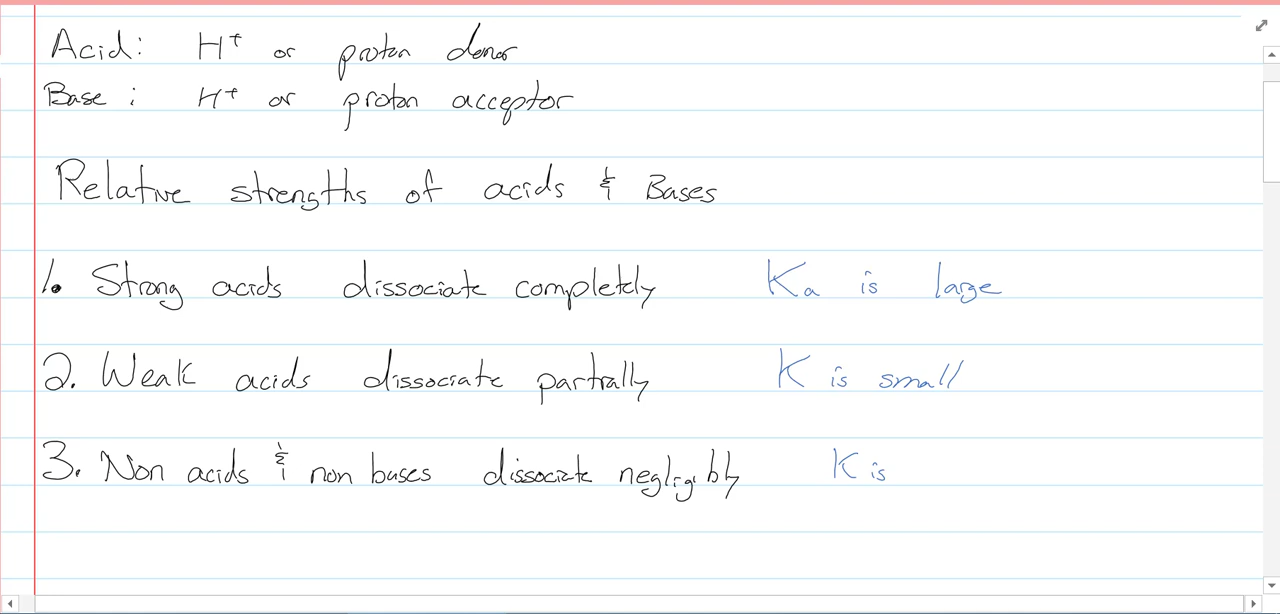 Acid: H+ or proton donor
Base: H+ or proton acceptor
Relative strengths of acids & Bases
1. Strong acids dissociate completely Ka is large
2. Weak acids dissociate partially K is small
3. Non acids & non bases dissociate negligibly K is